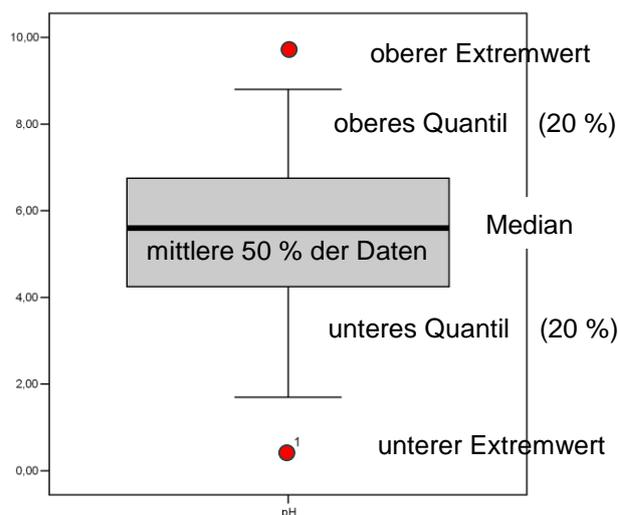 10,00
oberer Extremwert
8,00
oberes Quantil (20 %)
6,00
Median
mittlere 50 % der Daten
4,00
unteres Quantil (20 %)
2,00
1
unterer Extremwert
0,00
pH